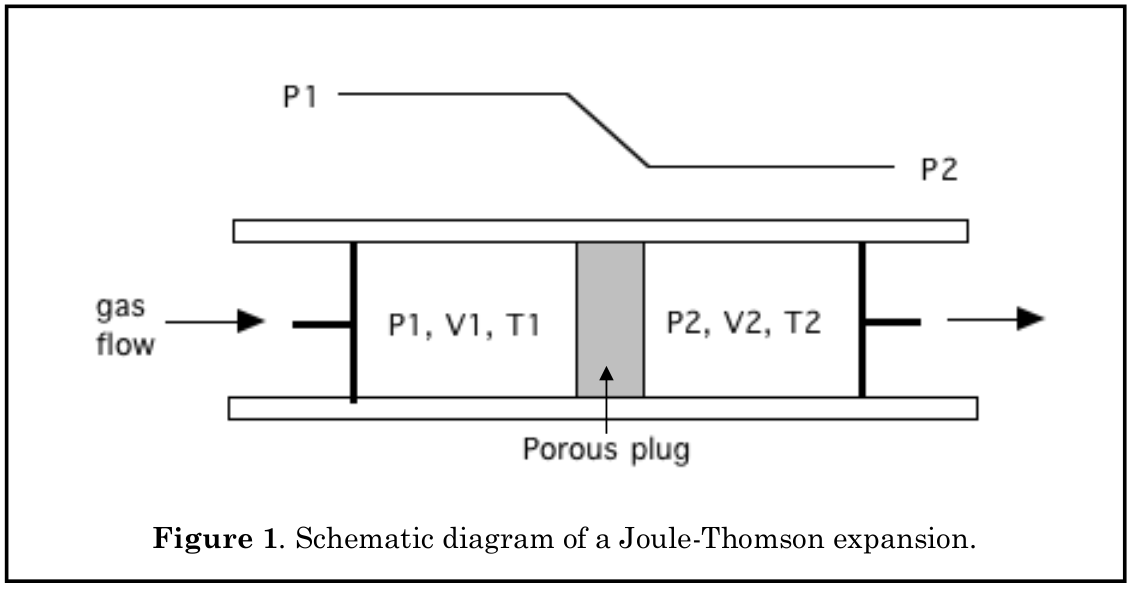 P1
P2
gas
flow
P1, V1, T1
P2, V2, T2
Porous plug
Figure 1. Schematic diagram of a Joule-Thomson expansion.